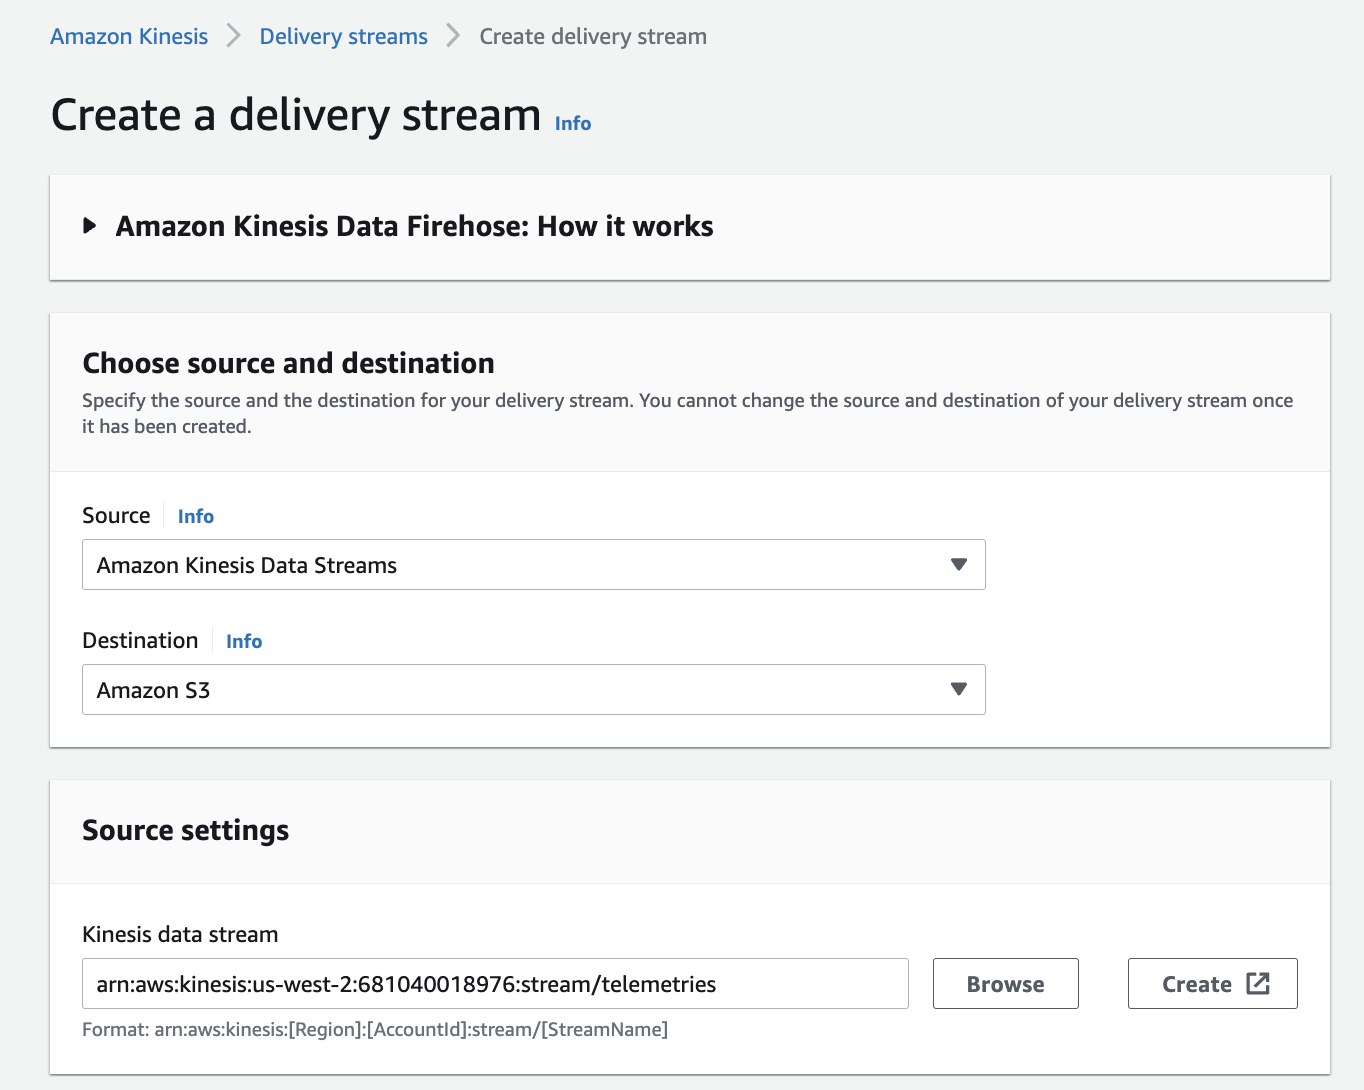 Amazon Kinesis > Delivery streams > Create delivery stream
Create a delivery stream Info
Amazon Kinesis Data Firehose: How it works
Choose source and destination
Specify the source and the destination for your delivery stream. You cannot change the source and destination of your delivery stream once
it has been created.
Source Info
Amazon Kinesis Data Streams
Destination Info
Amazon S3
Source settings
Kinesis data stream
arn:aws:kinesis:us-west-2:681040018976:stream/telemetries Browse Create
Format: arn:aws:kinesis:[Region]:[AccountId]:stream/[StreamName]